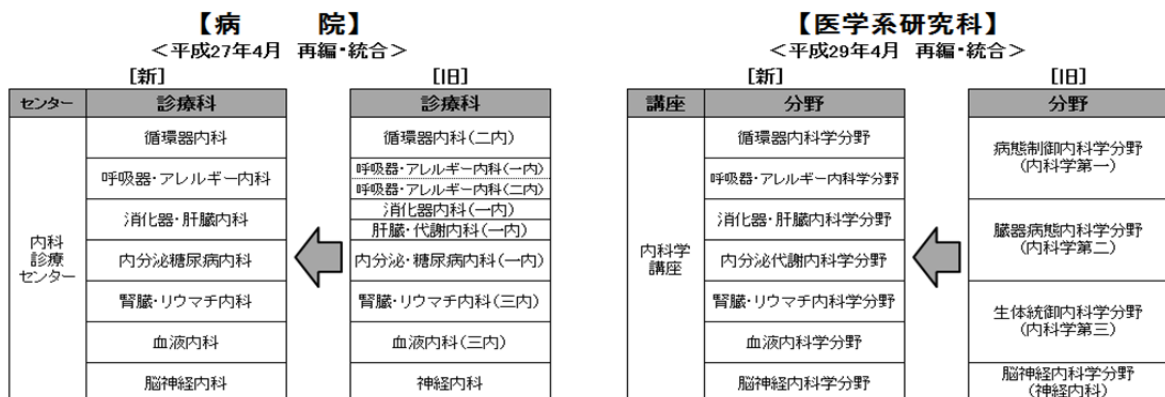 【病　　院】
＜平成27年4月　再編・統合＞
[新]
[旧]
センター
診療科
診療科
内科
診療
センター
循環器内科
循環器内科(二内)
呼吸器・アレルギー内科
呼吸器・アレルギー内科(一内)
呼吸器・アレルギー内科(二内)
消化器・肝臓内科
消化器内科(一内)
肝臓・代謝内科(一内)
内分泌糖尿病内科
内分泌・糖尿病内科(一内)
腎臓・リウマチ内科
腎臓・リウマチ内科(三内)
血液内科
血液内科(三内)
脳神経内科
神経内科
【医学系研究科】
＜平成29年4月　再編・統合＞
[新]
[旧]
講座
分野
分野
内科学
講座
循環器内科学分野
呼吸器・アレルギー内科学分野
消化器・肝臓内科学分野
内分泌代謝内科学分野
腎臓・リウマチ内科学分野
血液内科学分野
脳神経内科学分野
病態制御内科学分野
(内科学第一)
臓器病態内科学分野
(内科学第二)
生体統御内科学分野
(内科学第三)
脳神経内科学分野
(神経内科)